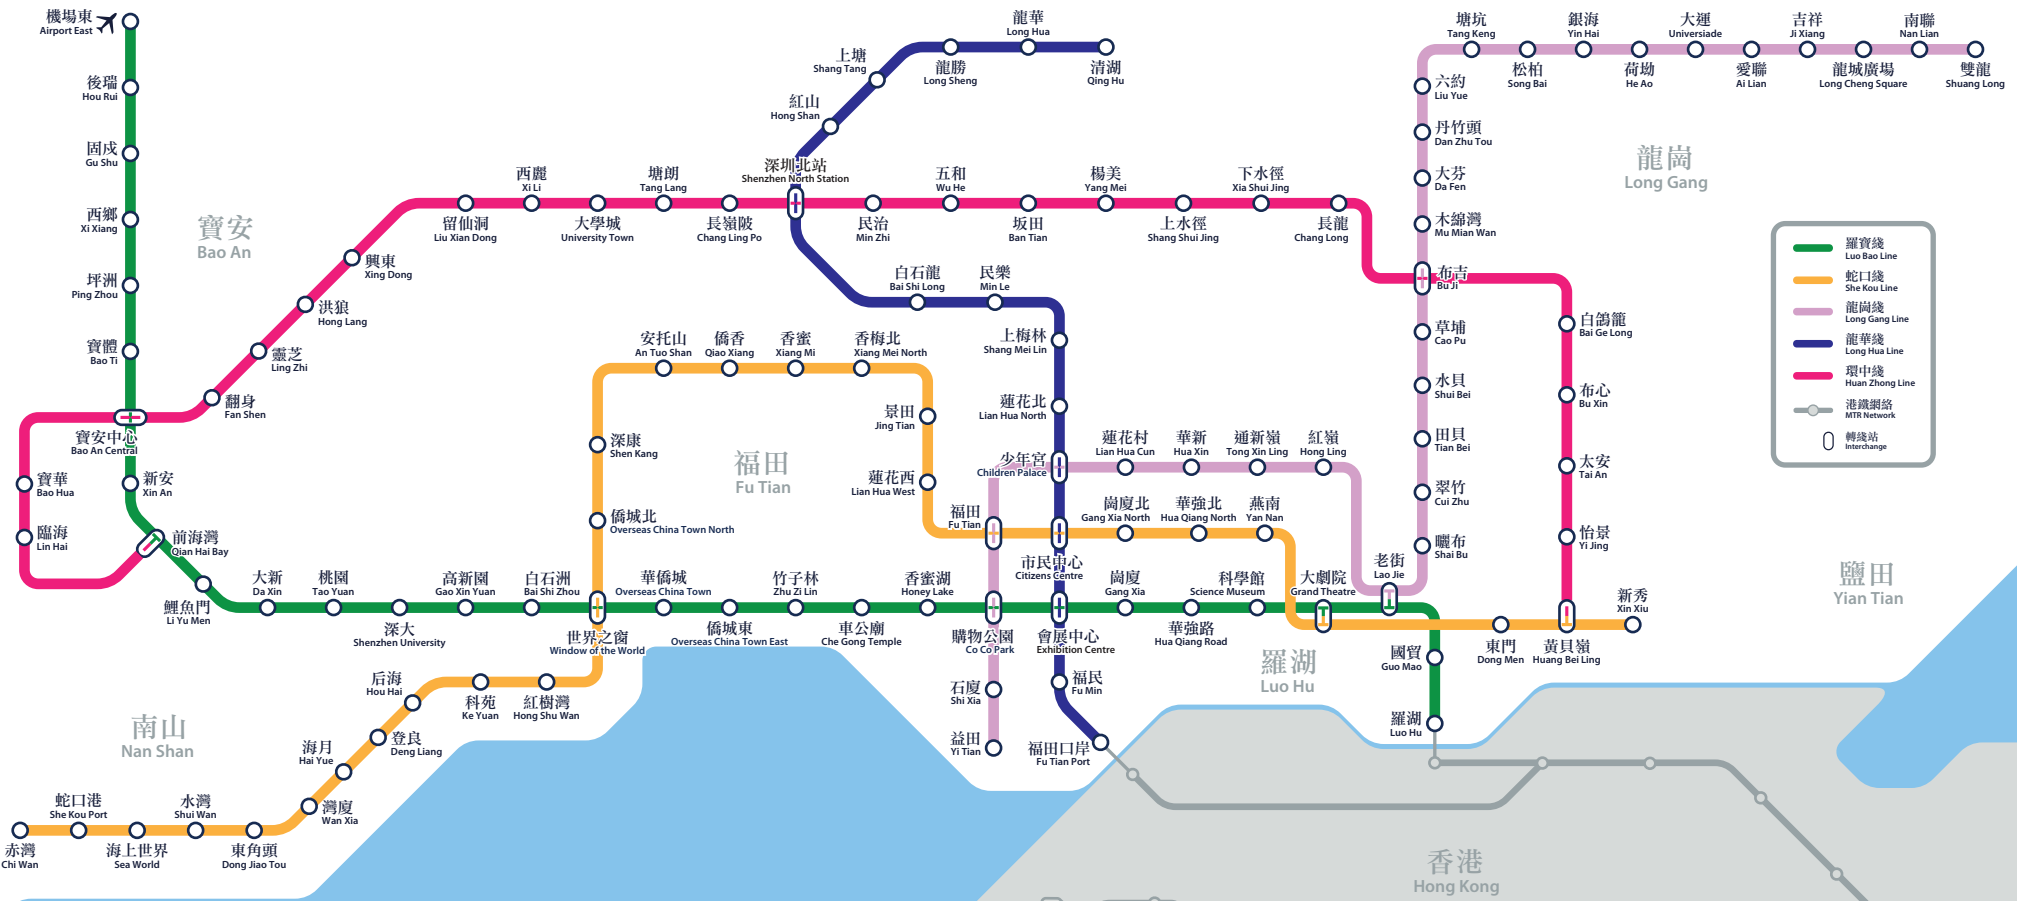 機場東
Airport East
後瑞
Hou Rui
固戍
Gu Shu
西鄉
Xi Xiang
坪洲
Ping Zhou
寶體
Bao Ti
寶安中心
Bao An Central
新安
Xin An
前海灣
Qian Hai Bay
鯉魚門
Li Yu Men
大新
Da Xin
桃園
Tao Yuan
深大
Shenzhen University
高新園
Gao Xin Yuan
白石洲
Bai Shi Zhou
世界之窗
Window of the World
華僑城
Overseas China Town
僑城東
Overseas China Town East
竹子林
Zhu Zi Lin
車公廟
Che Gong Temple
香蜜湖
Honey Lake
購物公園
Co Co Park
會展中心
Exhibition Centre
崗廈
Gang Xia
華強路
Hua Qiang Road
科學館
Science Museum
大劇院
Grand Theatre
老街
Lao Jie
國貿
Guo Mao
羅湖
Luo Hu
寶華
Bao Hua
臨海
Lin Hai
翻身
Fan Shen
靈芝
Ling Zhi
洪狼
Hong Lang
興東
Xing Dong
留仙洞
Liu Xian Dong
西麗
Xi Li
大學城
University Town
塘朗
Tang Lang
長嶺陂
Chang Ling Po
深圳北站
Shenzhen North Station
民治
Min Zhi
五和
Wu He
坂田
Ban Tian
楊美
Yang Mei
上水徑
Shang Shui Jing
下水徑
Xia Shui Jing
長龍
Chang Long
布吉
Bu Ji
白鴿籠
Bai Ge Long
布心
Bu Xin
太安
Tai An
怡景
Yi Jing
黃貝嶺
Huang Bei Ling
新秀
Xin Xiu
東門
Dong Men
燕南
Yan Nan
華強北
Hua Qiang North
崗廈北
Gang Xia North
市民中心
Citizens Centre
福田
Fu Tian
蓮花西
Lian Hua West
景田
Jing Tian
香梅北
Xiang Mei North
香蜜
Xiang Mi
僑香
Qiao Xiang
安托山
An Tuo Shan
深康
Shen Kang
僑城北
Overseas China Town North
紅樹灣
Hong Shu Wan
科苑
Ke Yuan
后海
Hou Hai
登良
Deng Liang
海月
Hai Yue
灣廈
Wan Xia
東角頭
Dong Jiao Tou
水灣
Shui Wan
海上世界
Sea World
蛇口港
She Kou Port
赤灣
Chi Wan
清湖
Qing Hu
龍華
Long Hua
龍勝
Long Sheng
上塘
Shang Tang
紅山
Hong Shan
白石龍
Bai Shi Long
民樂
Min Le
上梅林
Shang Mei Lin
蓮花北
Lian Hua North
少年宮
Children Palace
福民
Fu Min
福田口岸
Fu Tian Port
益田
Yi Tian
石廈
Shi Xia
蓮花村
Lian Hua Cun
華新
Hua Xin
通新嶺
Tong Xin Ling
紅嶺
Hong Ling
曬布
Shai Bu
翠竹
Cui Zhu
田貝
Tian Bei
水貝
Shui Bei
草埔
Cao Pu
木綿灣
Mu Mian Wan
大芬
Da Fen
丹竹頭
Dan Zhu Tou
六約
Liu Yue
塘坑
Tang Keng
松柏
Song Bai
銀海
Yin Hai
荷坳
He Ao
大運
Universiade
愛聯
Ai Lian
吉祥
Ji Xiang
龍城廣場
Long Cheng Square
南聯
Nan Lian
雙龍
Shuang Long
寶安
Bao An
福田
Fu Tian
南山
Nan Shan
羅湖
Luo Hu
龍崗
Long Gang
鹽田
Yian Tian
香港
Hong Kong
羅寶綫
Luo Bao Line
蛇口綫
She Kou Line
龍崗綫
Long Gang Line
龍華綫
Long Hua Line
環中綫
Huan Zhong Line
港鐵網絡
MTR Network
轉綫站
Interchange